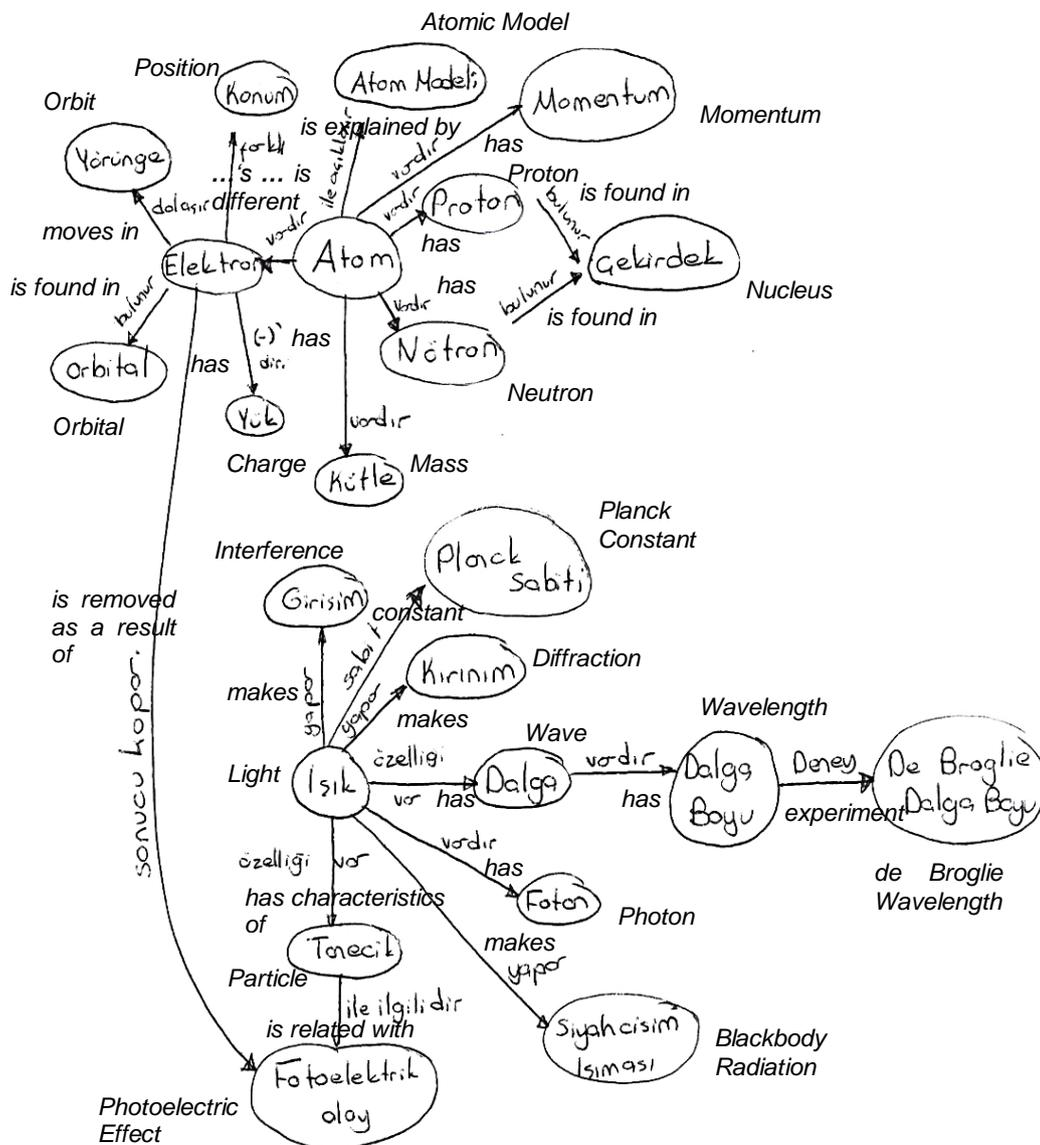 Atomic Model
Atom Modeli
Position
Konum
Orbit
Yörünge
Momentum
Momentum
is explained by
ile açıklanır
has
vardır
farklı
...'s ... is
different
Proton
Proton
is found in
bulunur
dolaşır
moves in
vardır
vardır
has
Elektron
Atom
Çekirdek
Nucleus
is found in
bulunur
has
vardır
bulunur
is found in
Nötron
Neutron
Orbital
Orbital
has
(-)'
dir.
has
Yük
Charge
vardır
Kütle
Mass
Planck
Constant
Planck
Sabiti
Interference
Girişim
constant
sabit
is removed
as a result
of
sonucu kopar.
Kırınım
Diffraction
makes
yapar
yapar
makes
Light
Işık
özelliği
var
has
Wave
Dalga
vardır
has
Wavelength
Dalga
Boyu
Deney
experiment
De Broglie
Dalga Boyu
de Broglie
Wavelength
özelliği var
has characteristics
of
vardır
has
Foton
Photon
Tanecik
Particle
makes
yapar
ile ilgilidir
is related with
Siyahcisim
Işıması
Blackbody
Radiation
Fotoelektrik
olay
Photoelectric
Effect